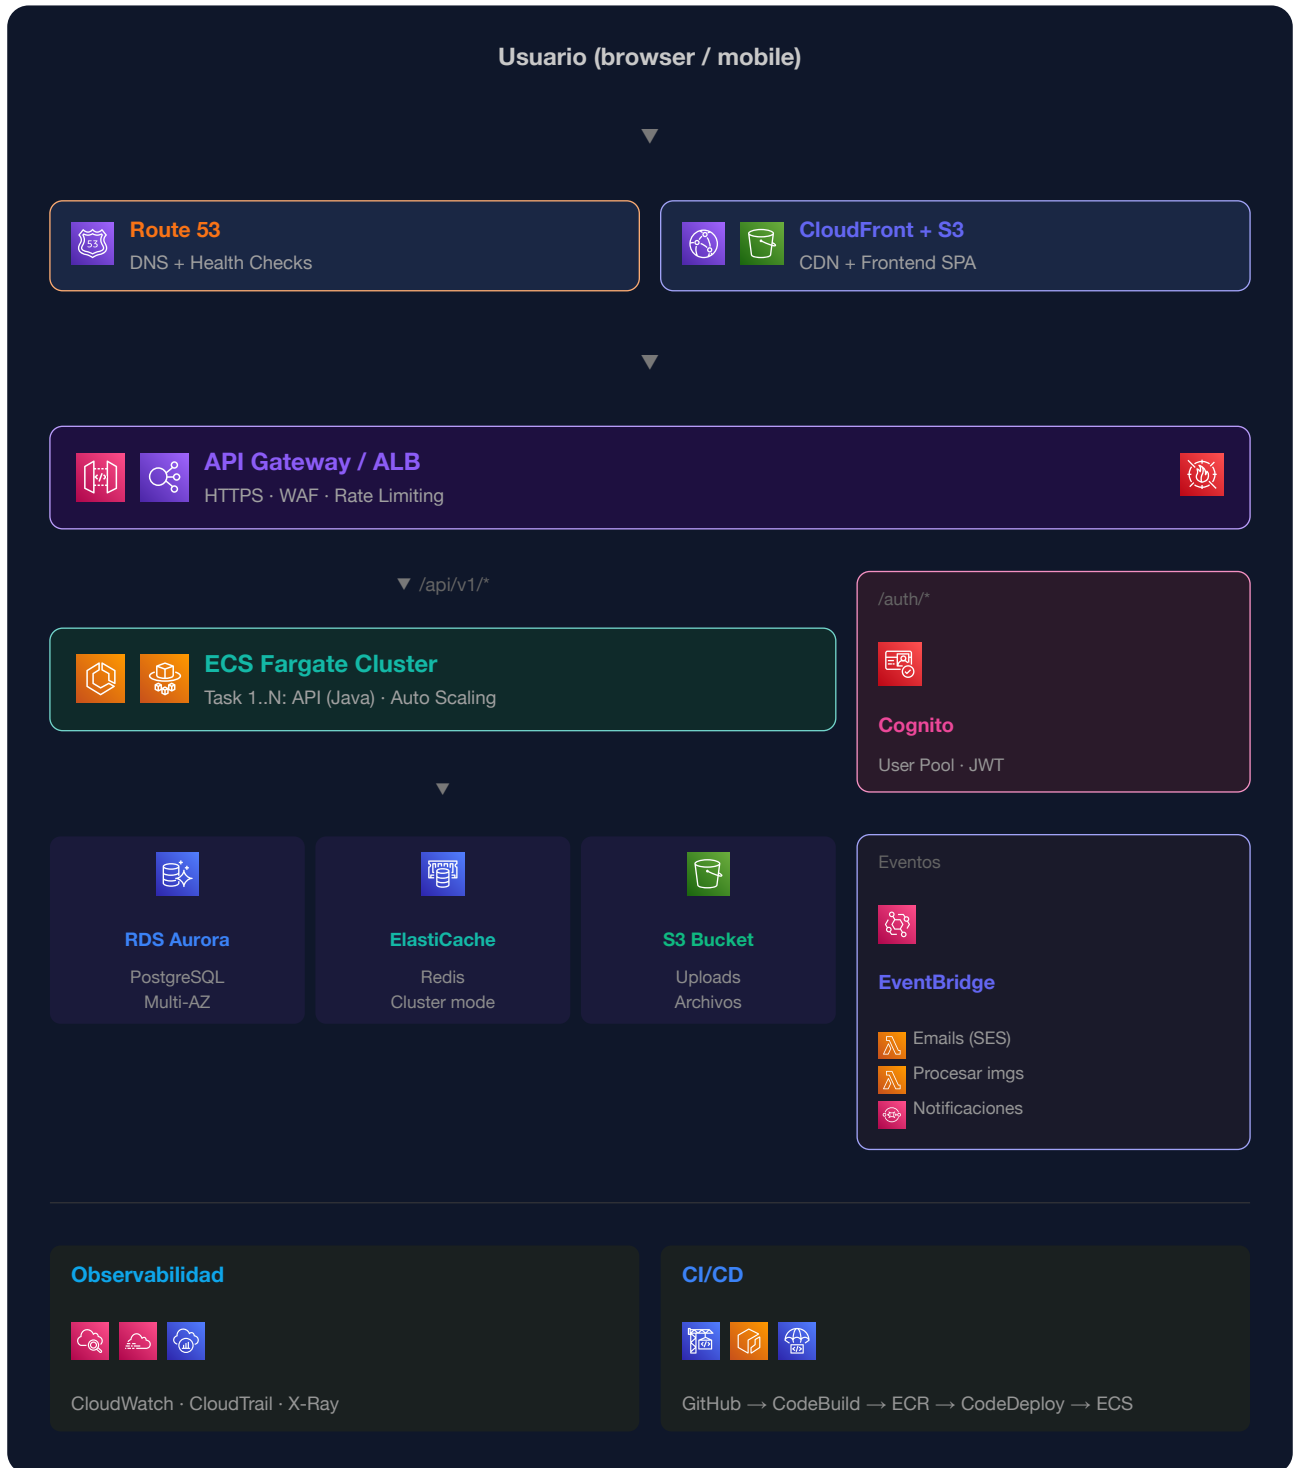 Usuario (browser / mobile)
53
Route 53
DNS + Health Checks
CloudFront + S3
CDN + Frontend SPA
API Gateway / ALB
HTTPS · WAF · Rate Limiting
/api/v1/*
ECS Fargate Cluster
Task 1..N: API (Java) · Auto Scaling
/auth/*
Cognito
User Pool · JWT
RDS Aurora
PostgreSQL
Multi-AZ
ElastiCache
Redis
Cluster mode
S3 Bucket
Uploads
Archivos
Eventos
EventBridge
Emails (SES)
Procesar imgs
Notificaciones
Observabilidad
CloudWatch · CloudTrail · X-Ray
CI/CD
GitHub → CodeBuild → ECR → CodeDeploy → ECS